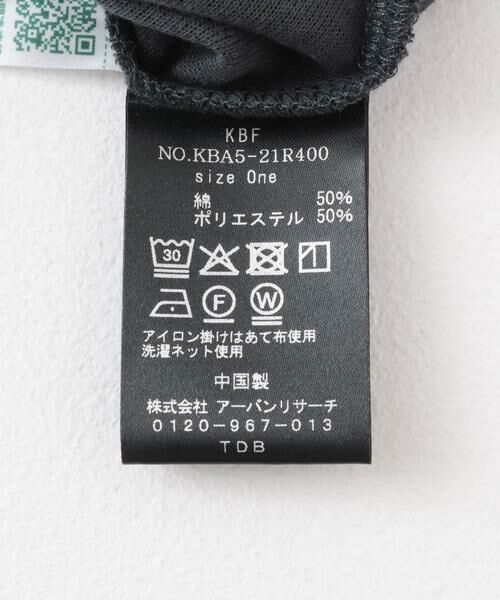 KBF
NO.KBA5-21R400
size One
綿 50%
ポリエステル 50%
30
F W
アイロン掛けはあて布使用
洗濯ネット使用
中国製
株式会社 アーバンリサーチ
0120-967-013
TDB